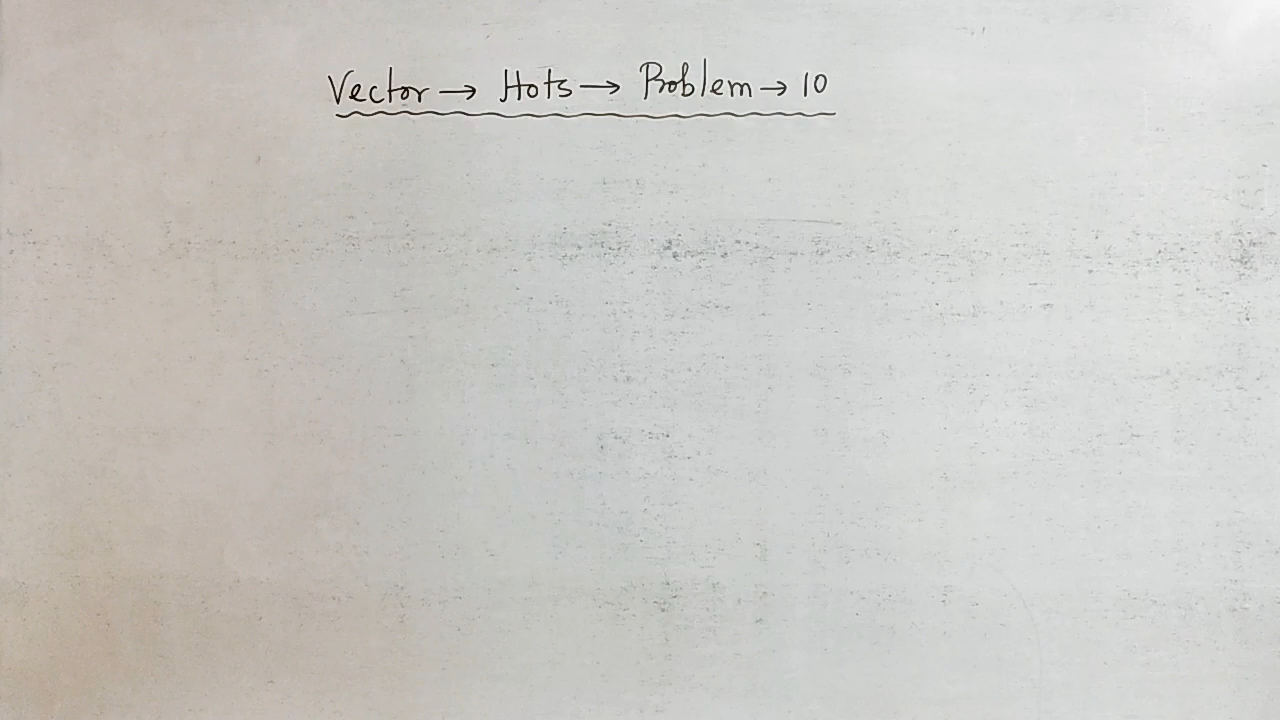 Vector → Hots → Problem → 10